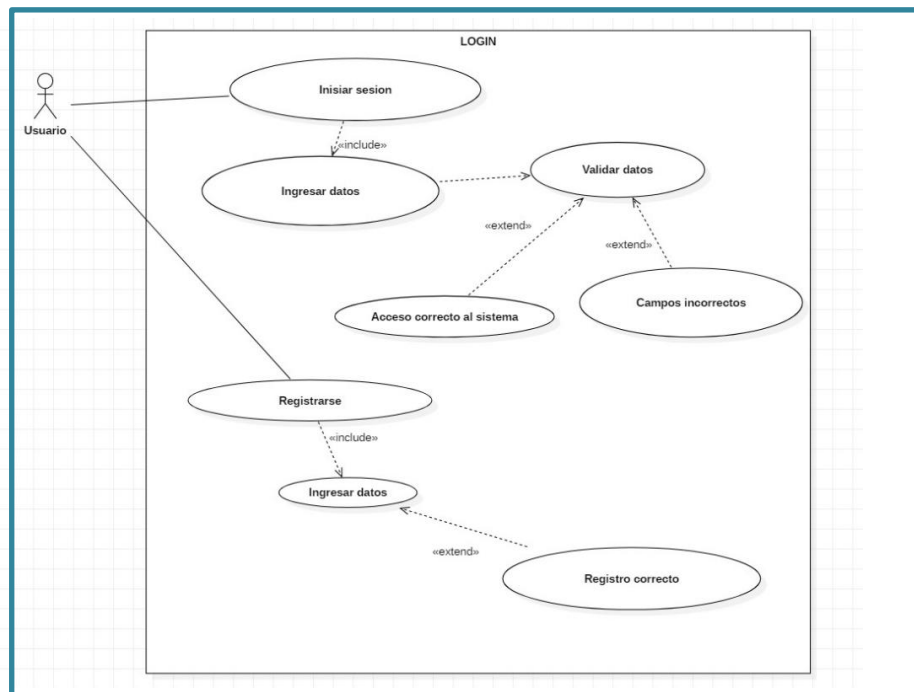 LOGIN
Inisiar sesion
Usuario
«include»
Ingresar datos
Validar datos
«extend»
«extend»
Acceso correcto al sistema
Campos incorrectos
Registrarse
«include»
Ingresar datos
«extend»
Registro correcto